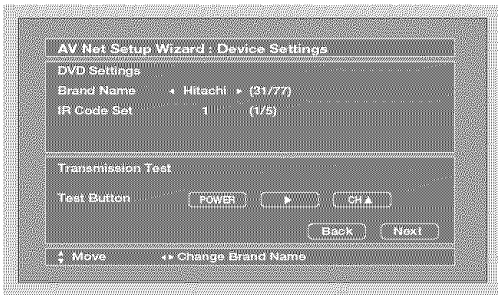 AV Net Setup Wizard : Device Settings
DVD Settings
Brand Name ◂ Hitachi ▸ (31/77)
IR Code Set 1 (1/5)
Transmission Test
Test Button POWER ▶ CH▲
Back Next
▲▼ Move ◂▸ Change Brand Name